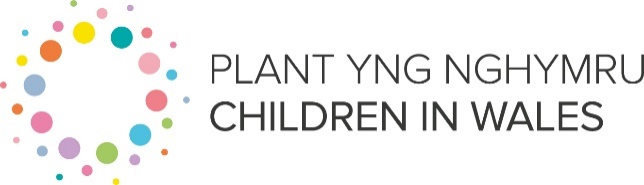 PLANT YNG NGHYMRU
CHILDREN IN WALES